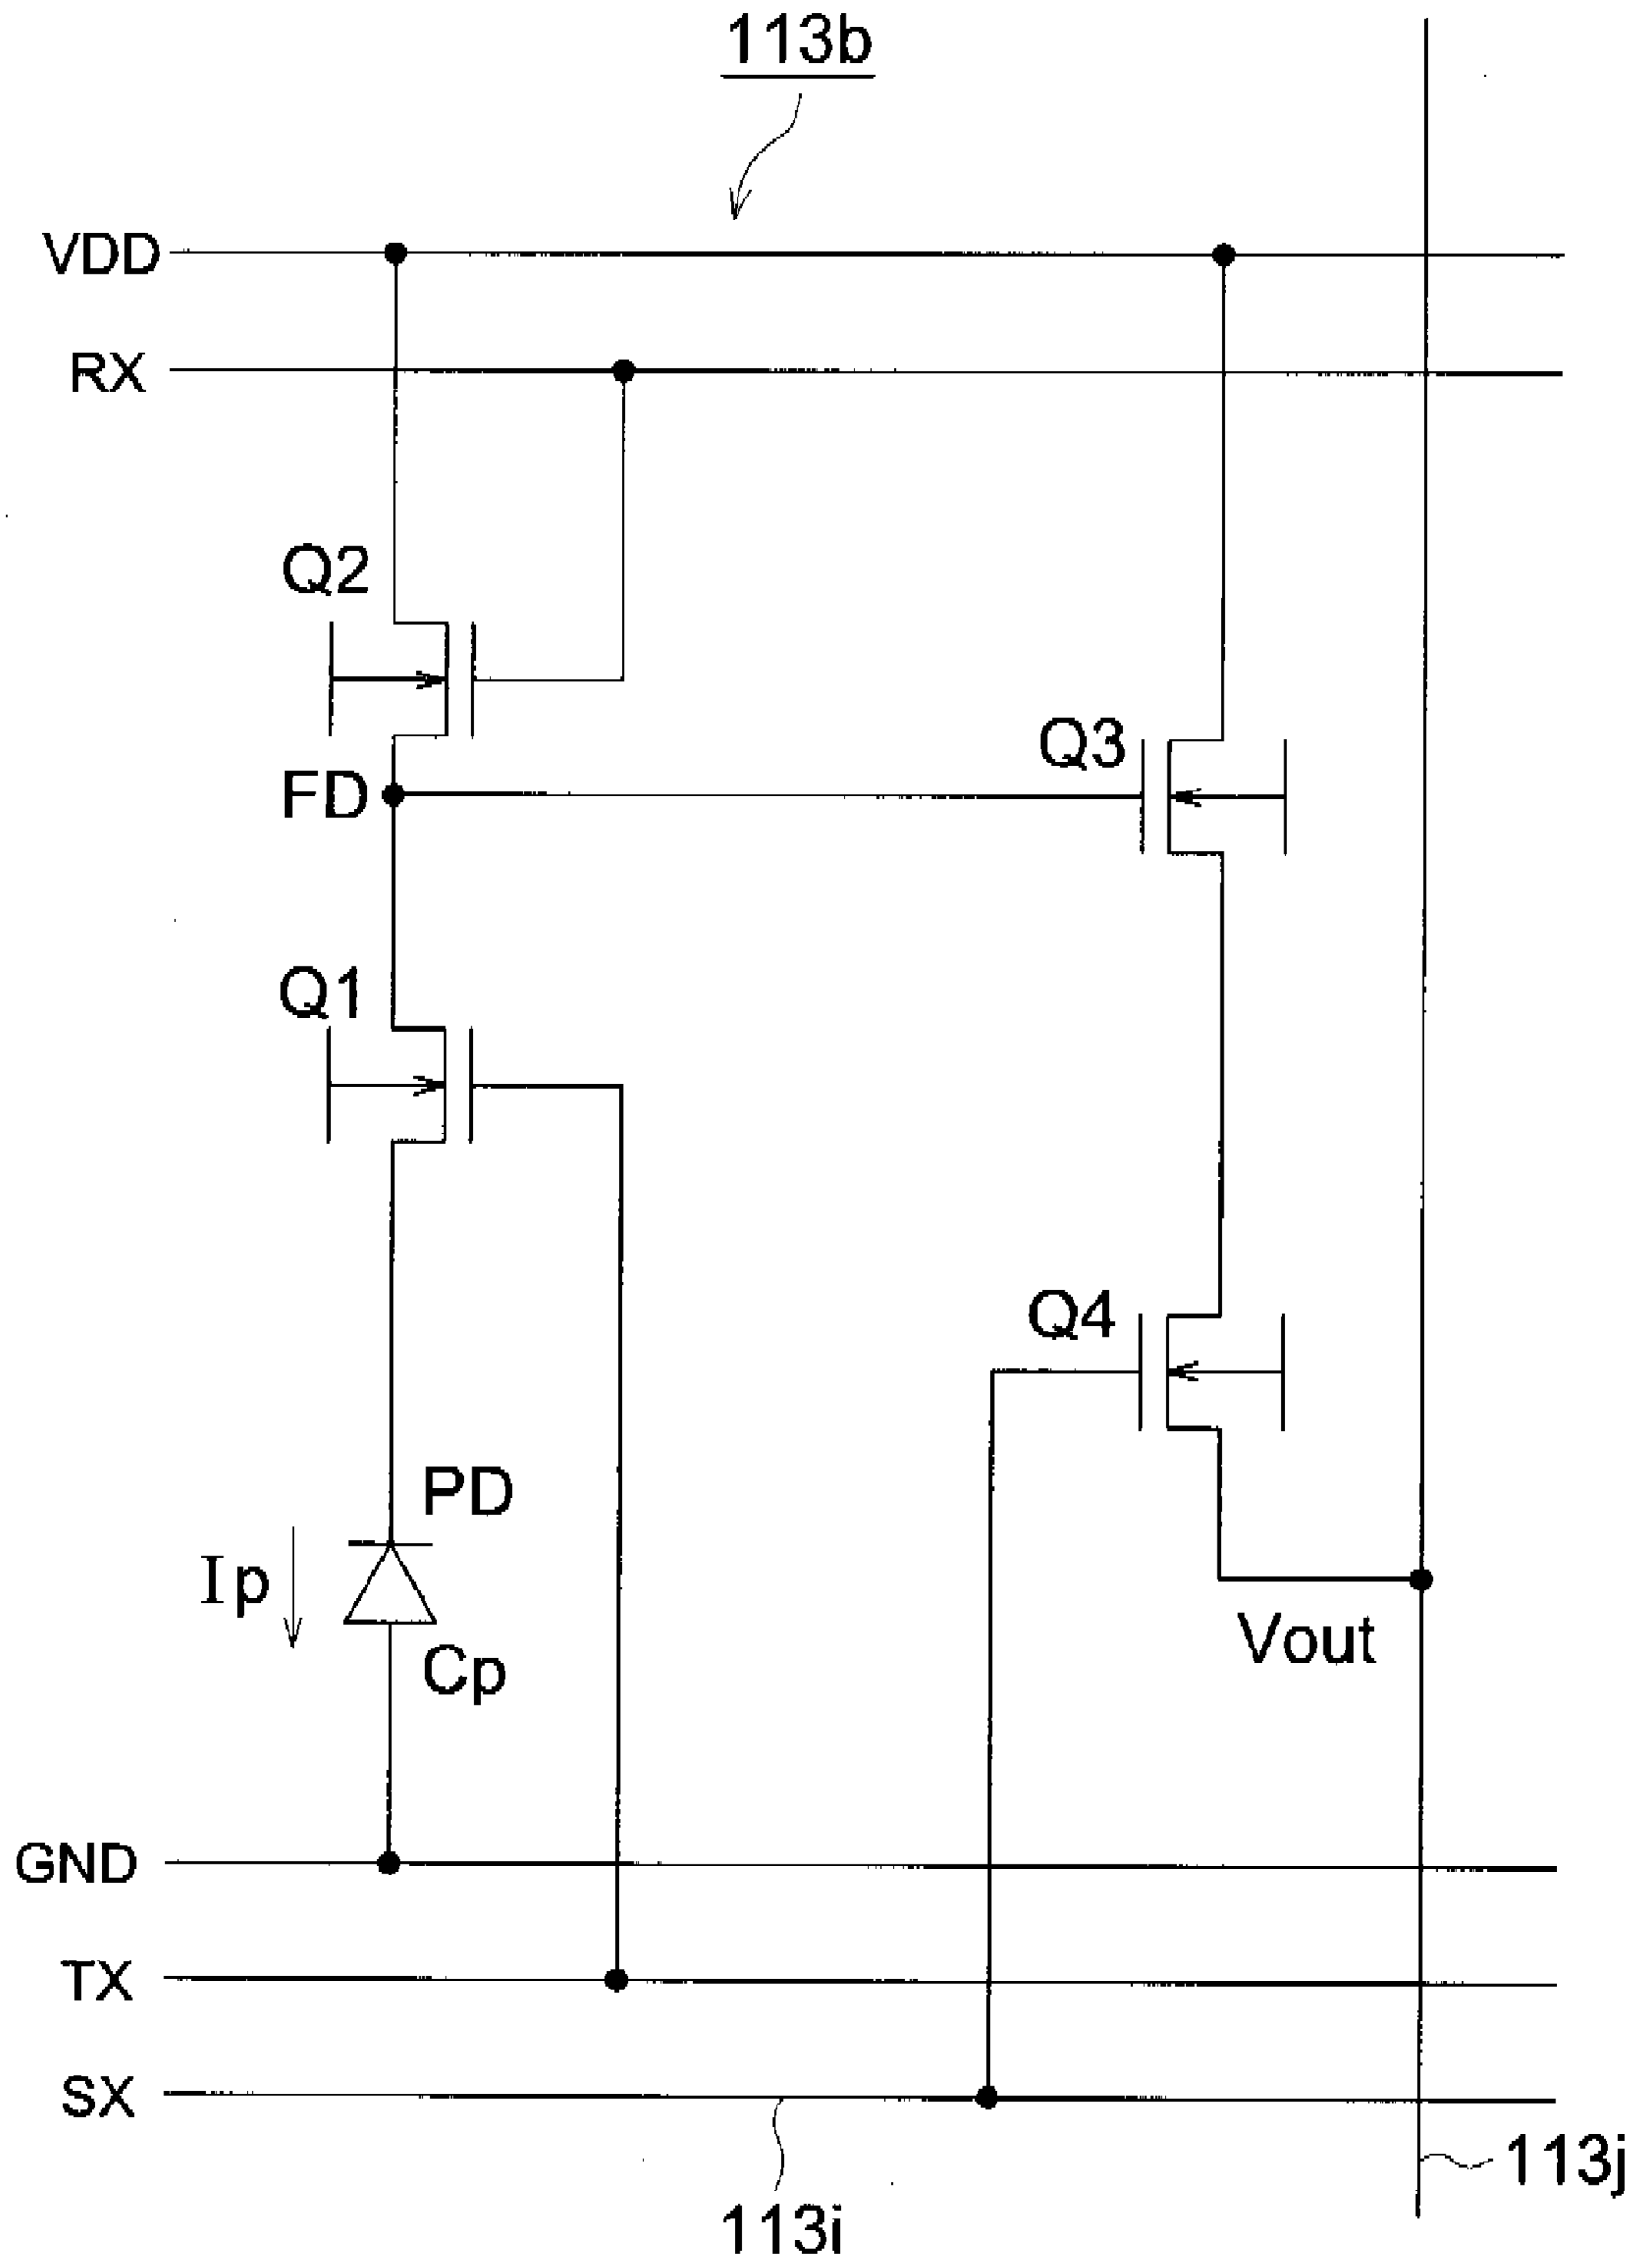 113b
VDD
RX
Q2
Q3
FD
Q1
Q4
PD
Ip
Vout
Cp
GND
TX
SX
113j
113i